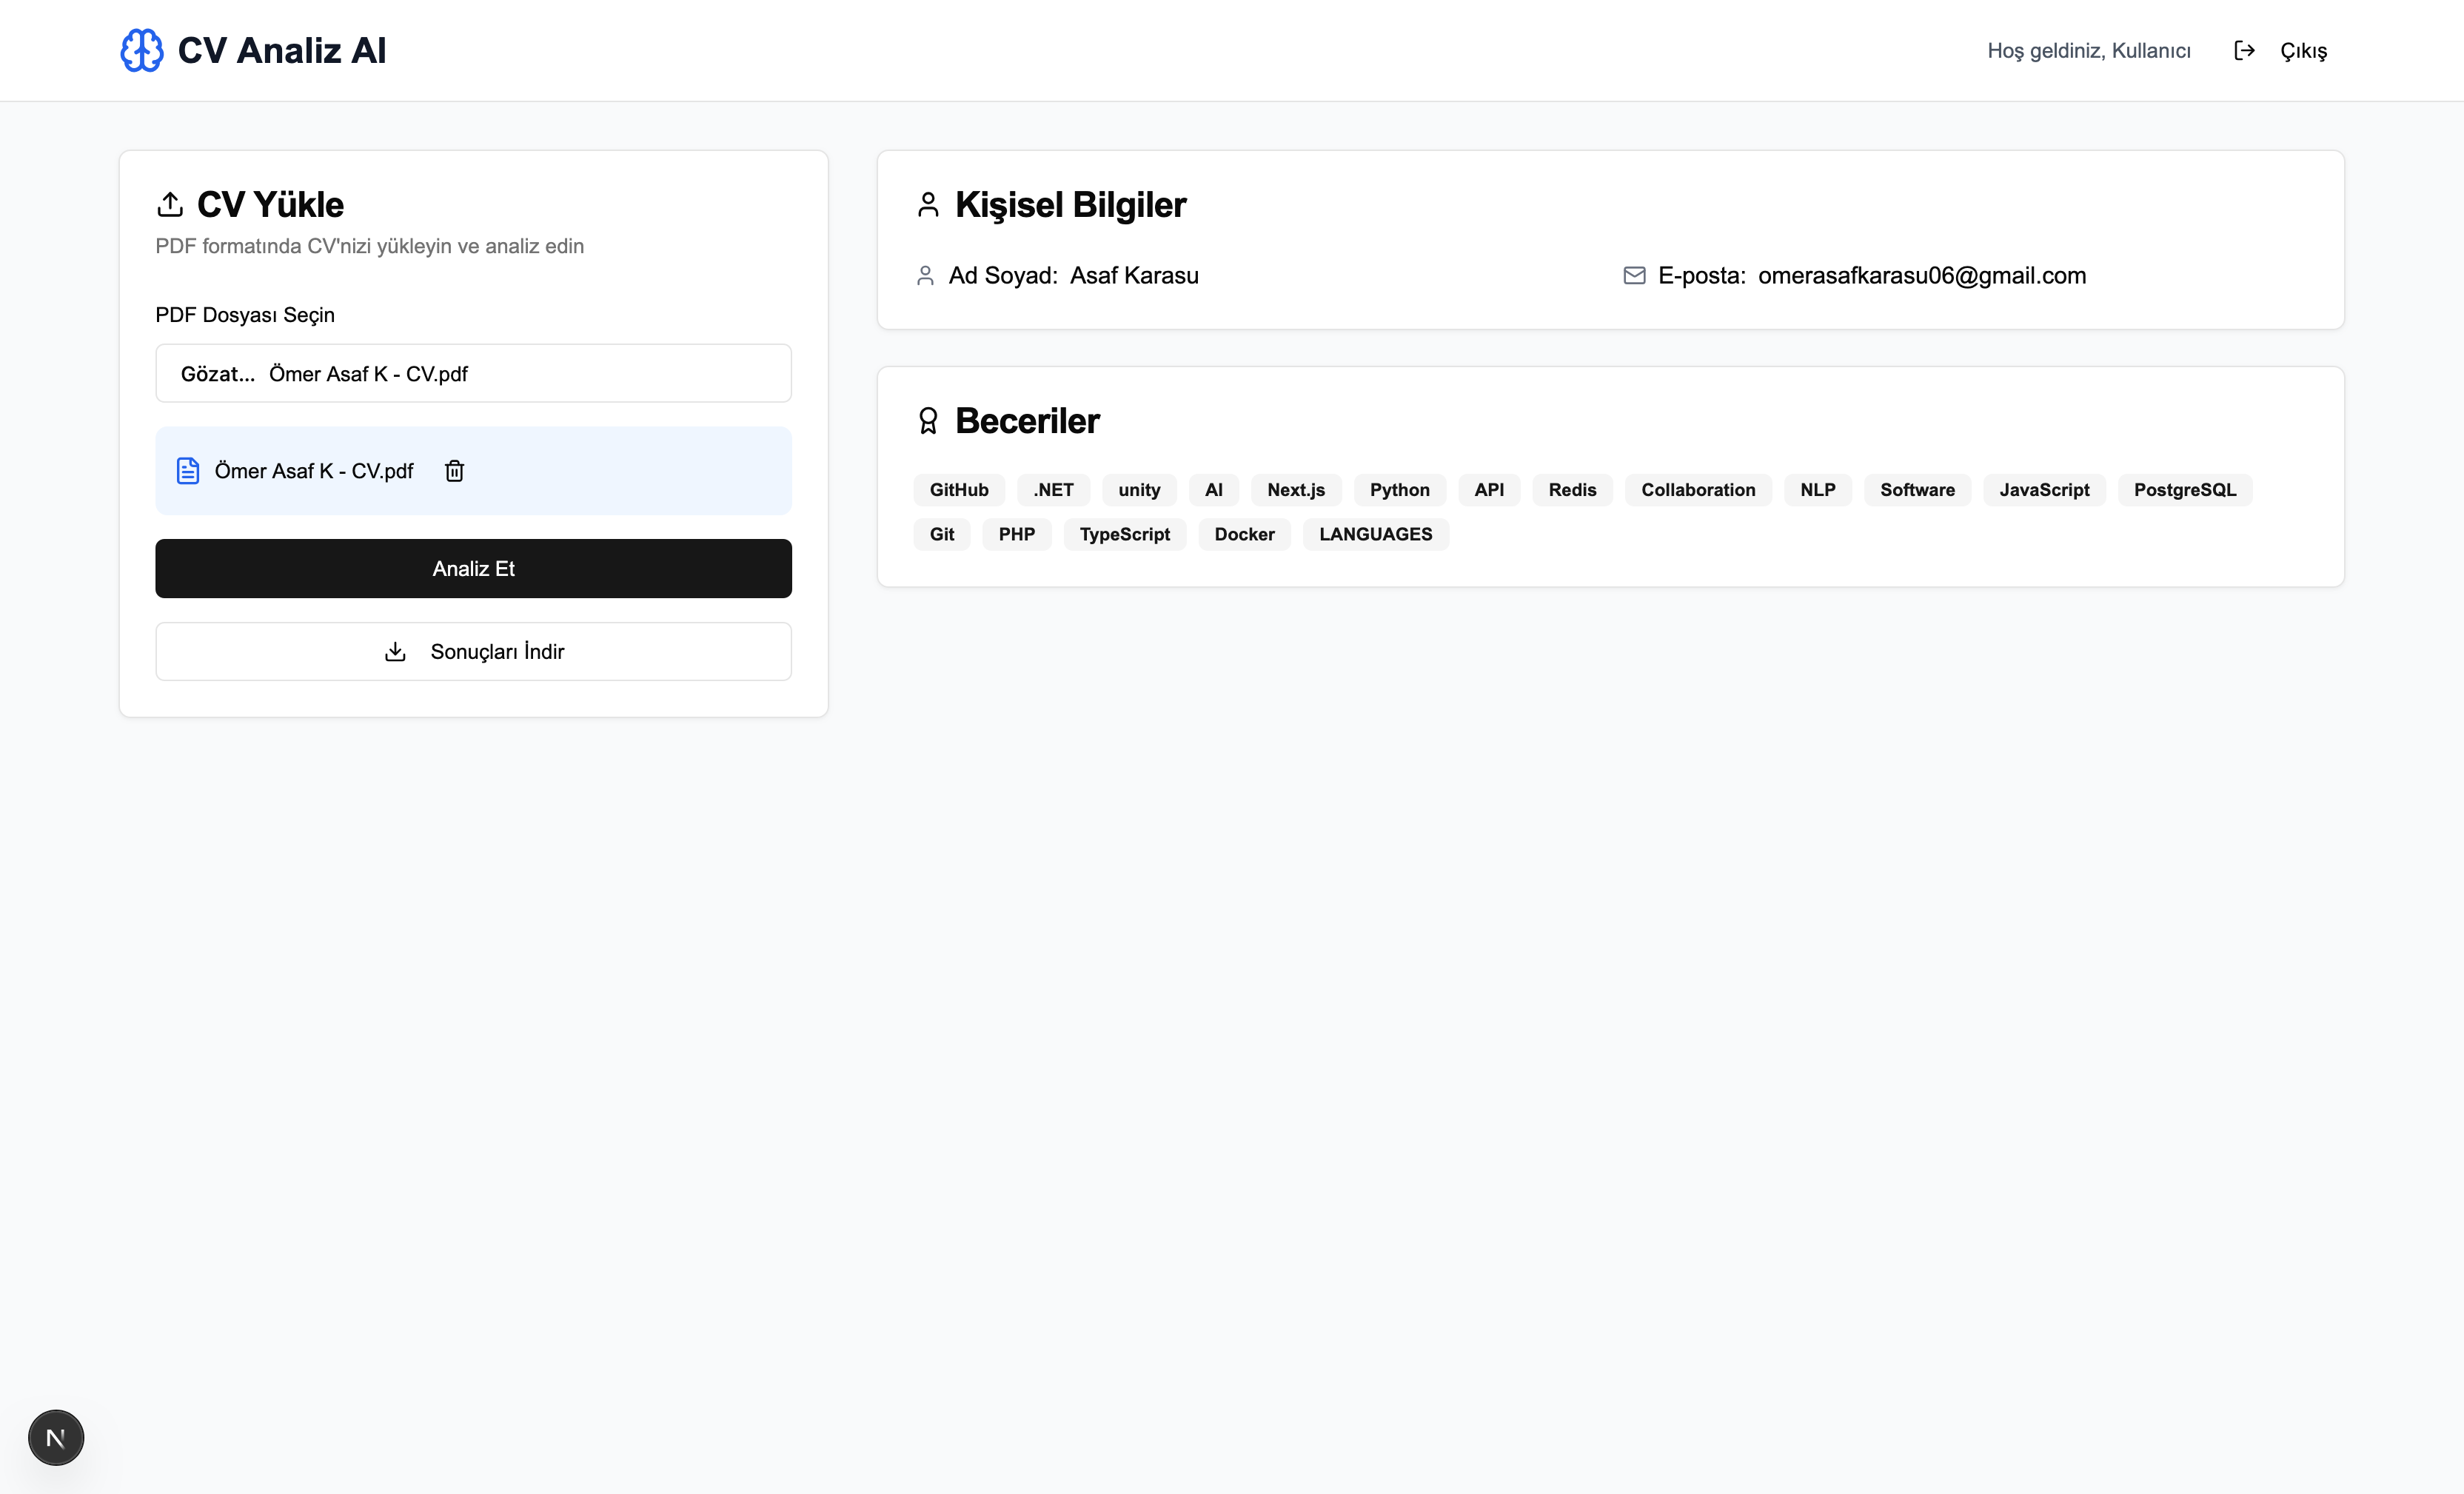 CV Analiz AI
Hoş geldiniz, Kullanıcı
Çıkış
CV Yükle
PDF formatında CV'nizi yükleyin ve analiz edin
PDF Dosyası Seçin
Gözat... Ömer Asaf K - CV.pdf
Ömer Asaf K - CV.pdf
Analiz Et
Sonuçları İndir
Kişisel Bilgiler
Ad Soyad: Asaf Karasu
E-posta: omerasafkarasu06@gmail.com
Beceriler
GitHub .NET unity AI Next.js Python API Redis Collaboration NLP Software JavaScript PostgreSQL
Git PHP TypeScript Docker LANGUAGES
N